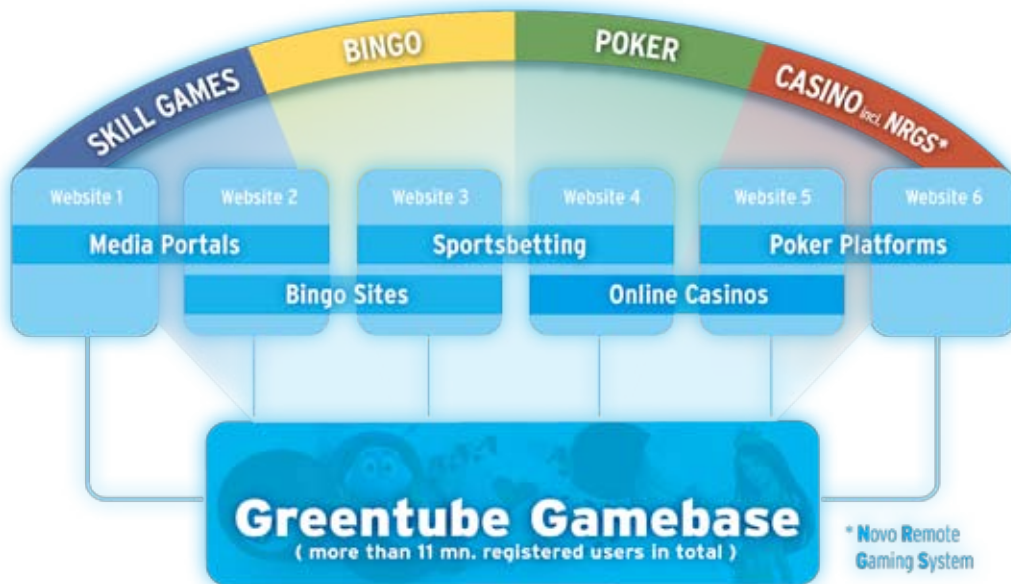 SKILL GAMES
BINGO
POKER
CASINO incl. NRGS*
Website 1
Website 2
Website 3
Website 4
Website 5
Website 6
Media Portals
Sportsbetting
Poker Platforms
Bingo Sites
Online Casinos
Greentube Gamebase
( more than 11 mn. registered users in total )
* Novo Remote
Gaming System